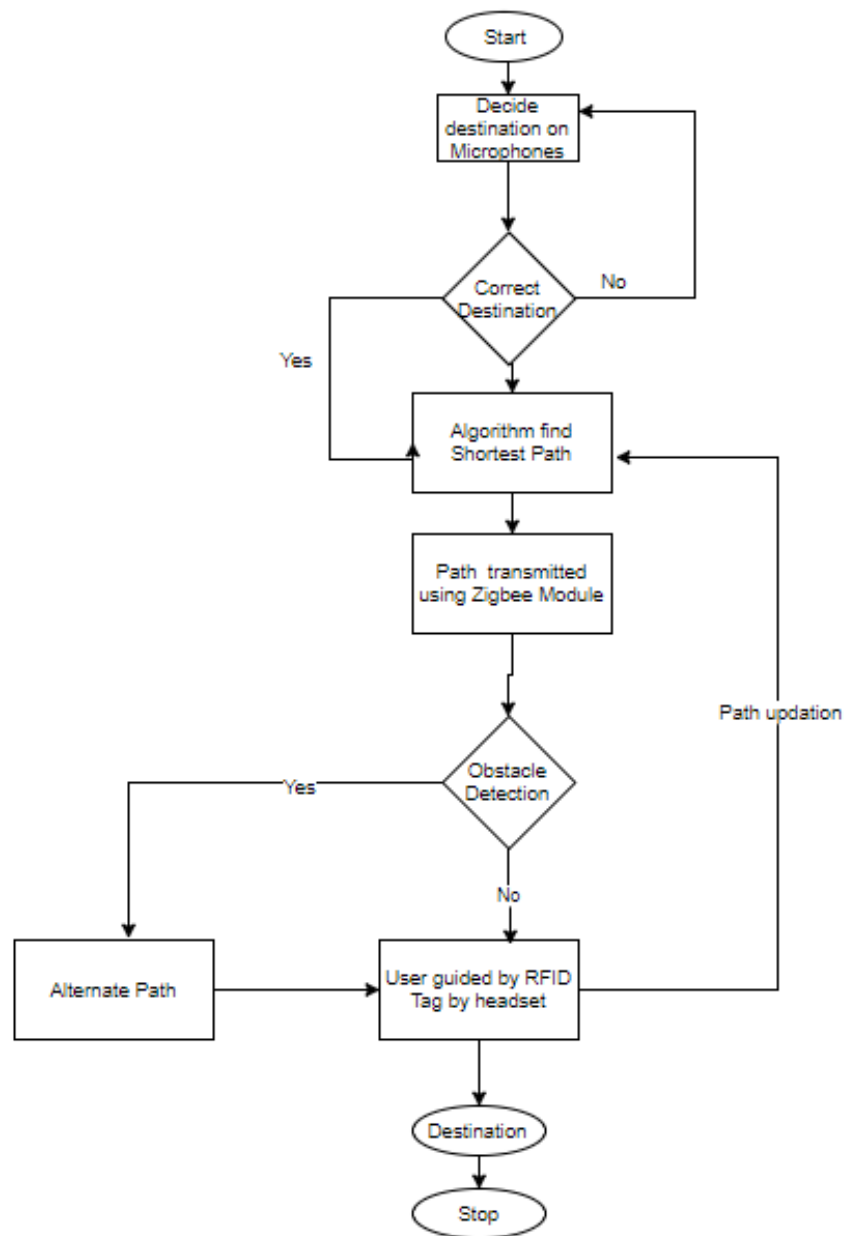 Start
Decide
destination on
Microphones
Correct
Destination
No
Yes
Algorithm find
Shortest Path
Path transmitted
using Zigbee Module
Path updation
Obstacle
Detection
Yes
No
Alternate Path
User guided by RFID
Tag by headset
Destination
Stop